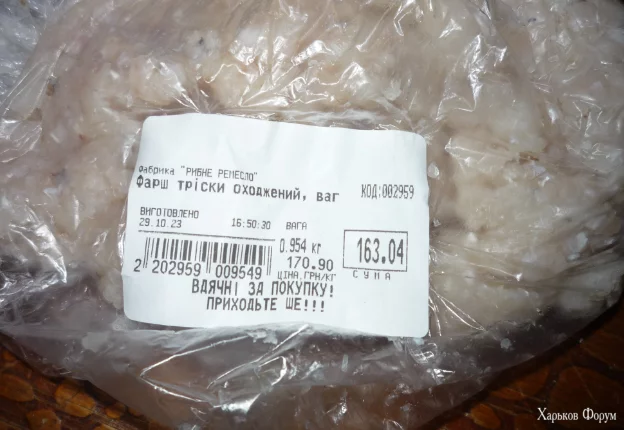 Фабрика "РИБНЕ РЕМЕСЛО"
Фарш тріски оходжений, ваг КОД:002959
ВИГОТОВЛЕНО
29.10.23 16:50:30 ВАГА
0.954 кг 163.04
170.90
2 202959 009549 ЦІНА,ГРН/КГ СУМА
ВДЯЧНІ ЗА ПОКУПКУ!
ПРИХОДЬТЕ ЩЕ!!!
Харьков Форум